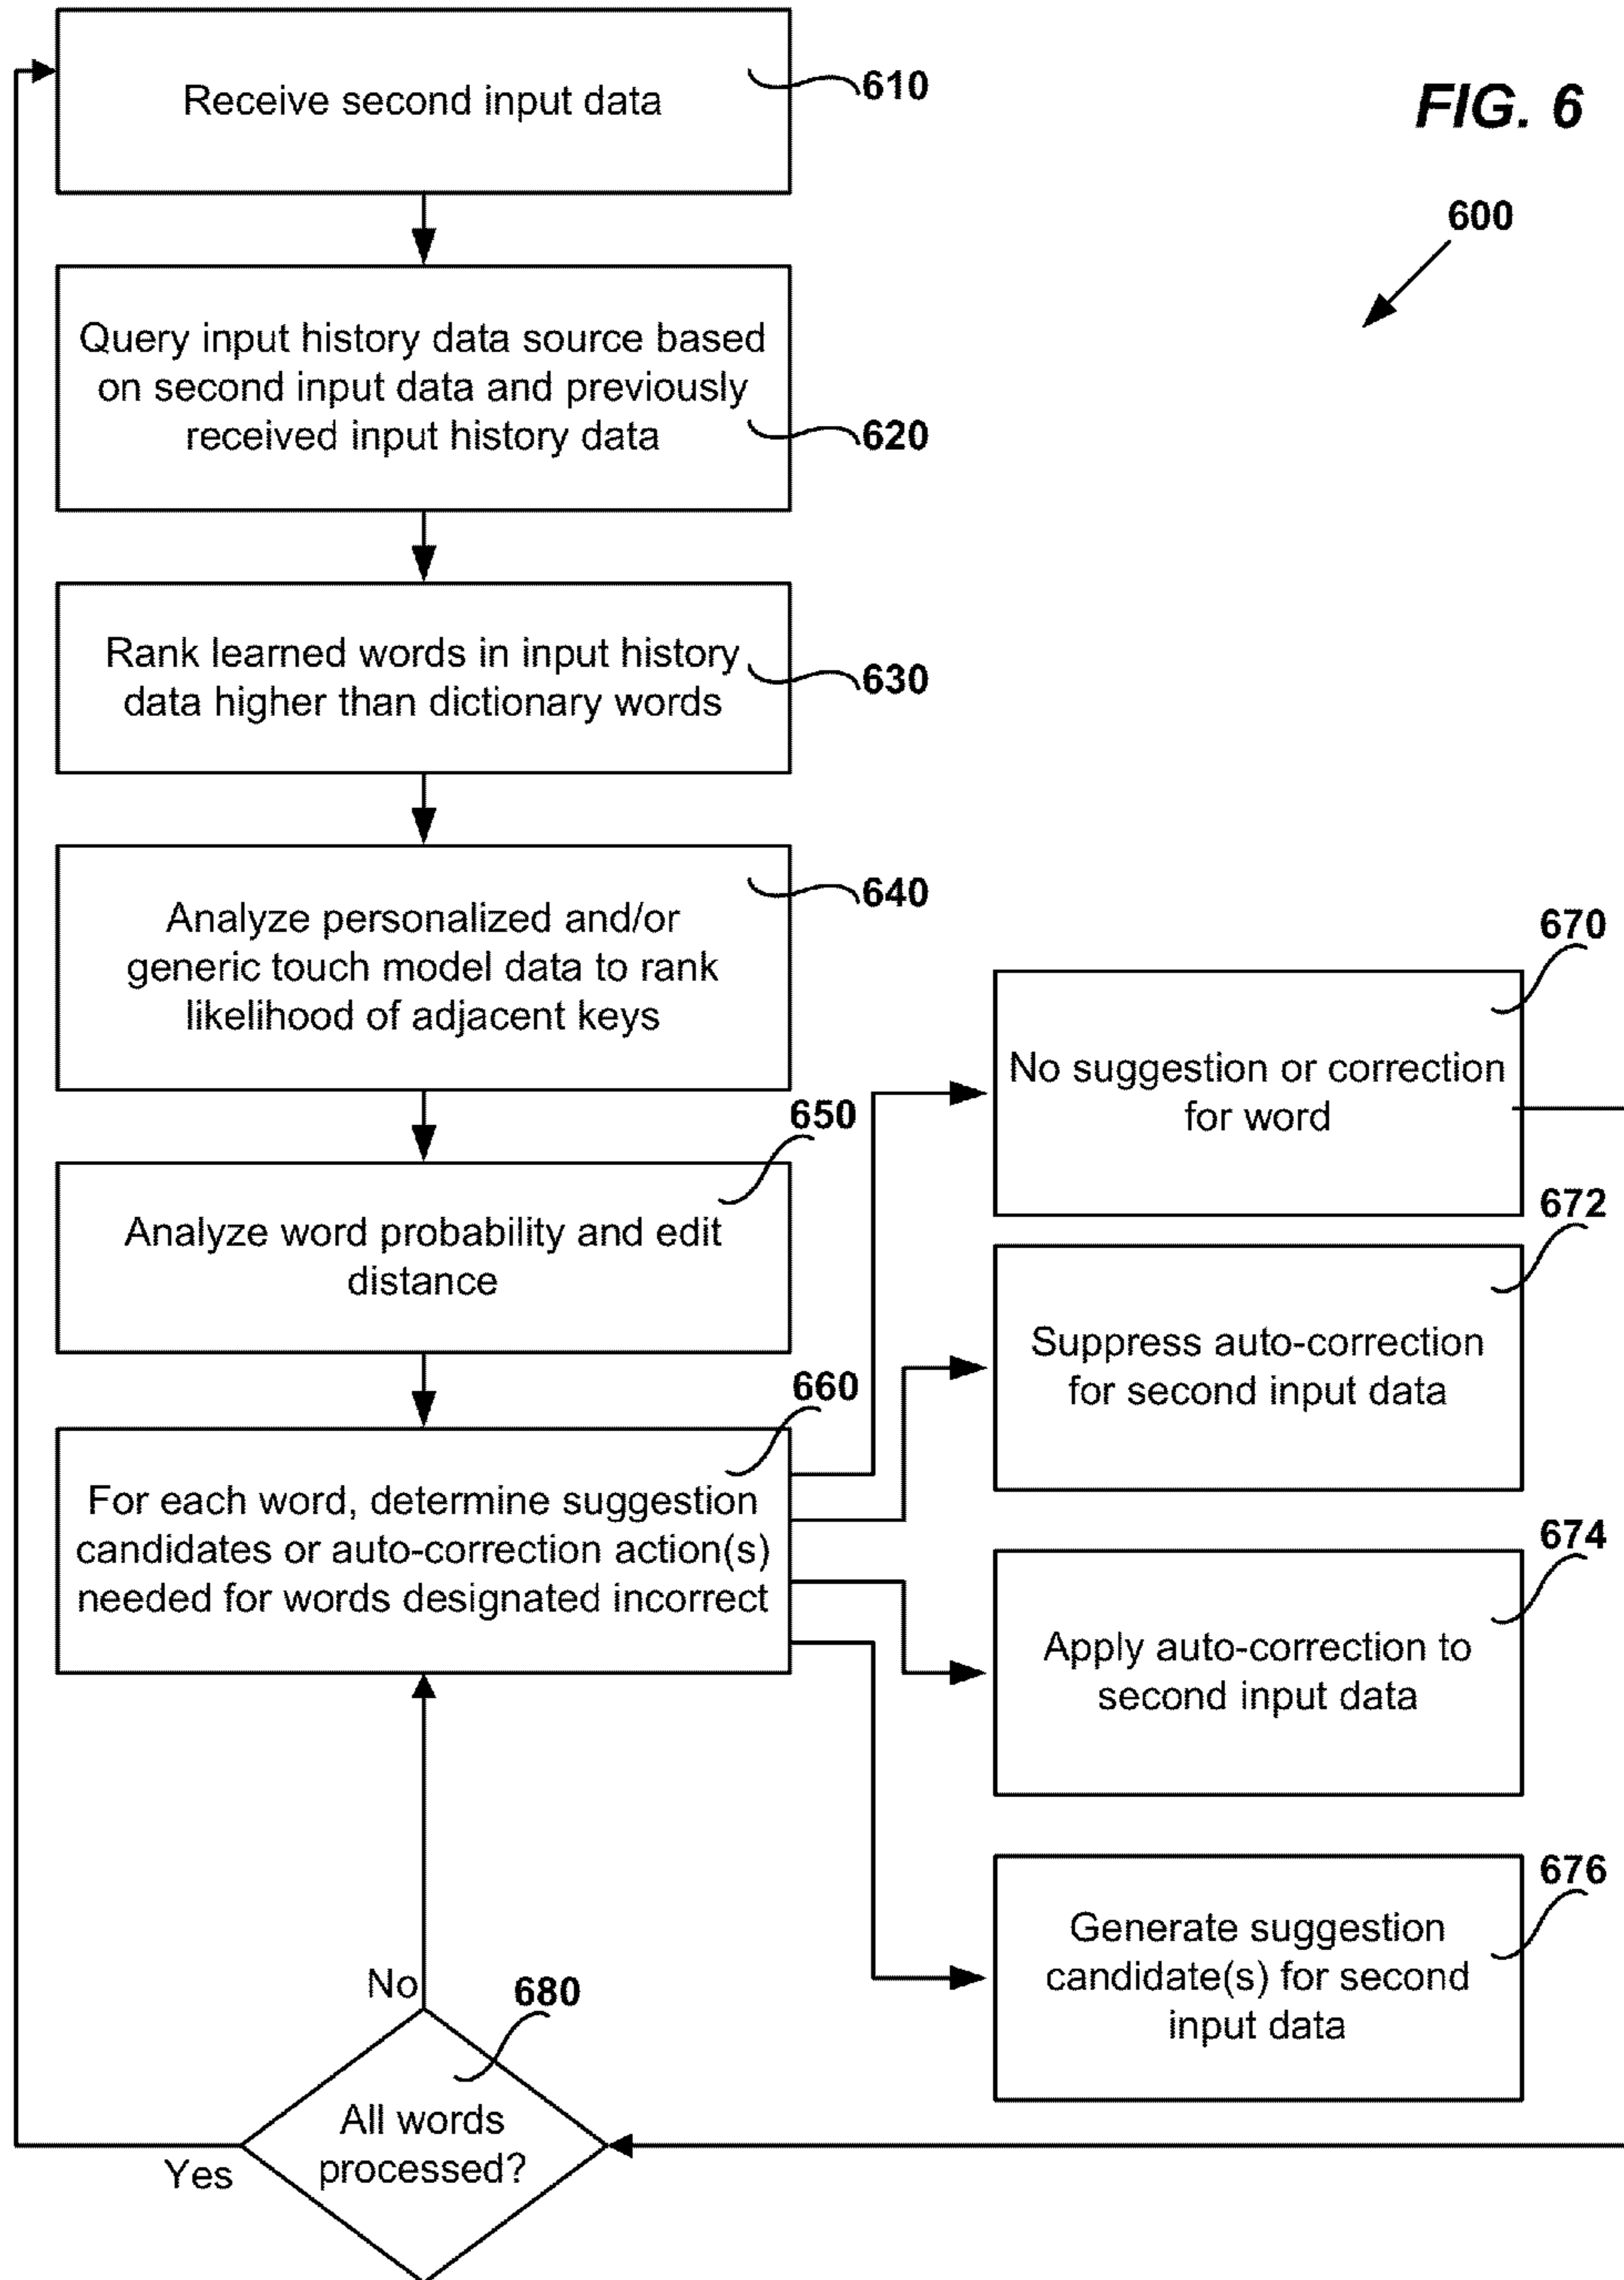 Receive second input data
610
FIG. 6
600
Query input history data source based
on second input data and previously
received input history data
620
Rank learned words in input history
data higher than dictionary words
630
Analyze personalized and/or
generic touch model data to rank
likelihood of adjacent keys
640
Analyze word probability and edit
distance
650
For each word, determine suggestion
candidates or auto-correction action(s)
needed for words designated incorrect
660
No suggestion or correction
for word
670
Suppress auto-correction
for second input data
672
Apply auto-correction to
second input data
674
Generate suggestion
candidate(s) for second
input data
676
No
680
All words
processed?
Yes